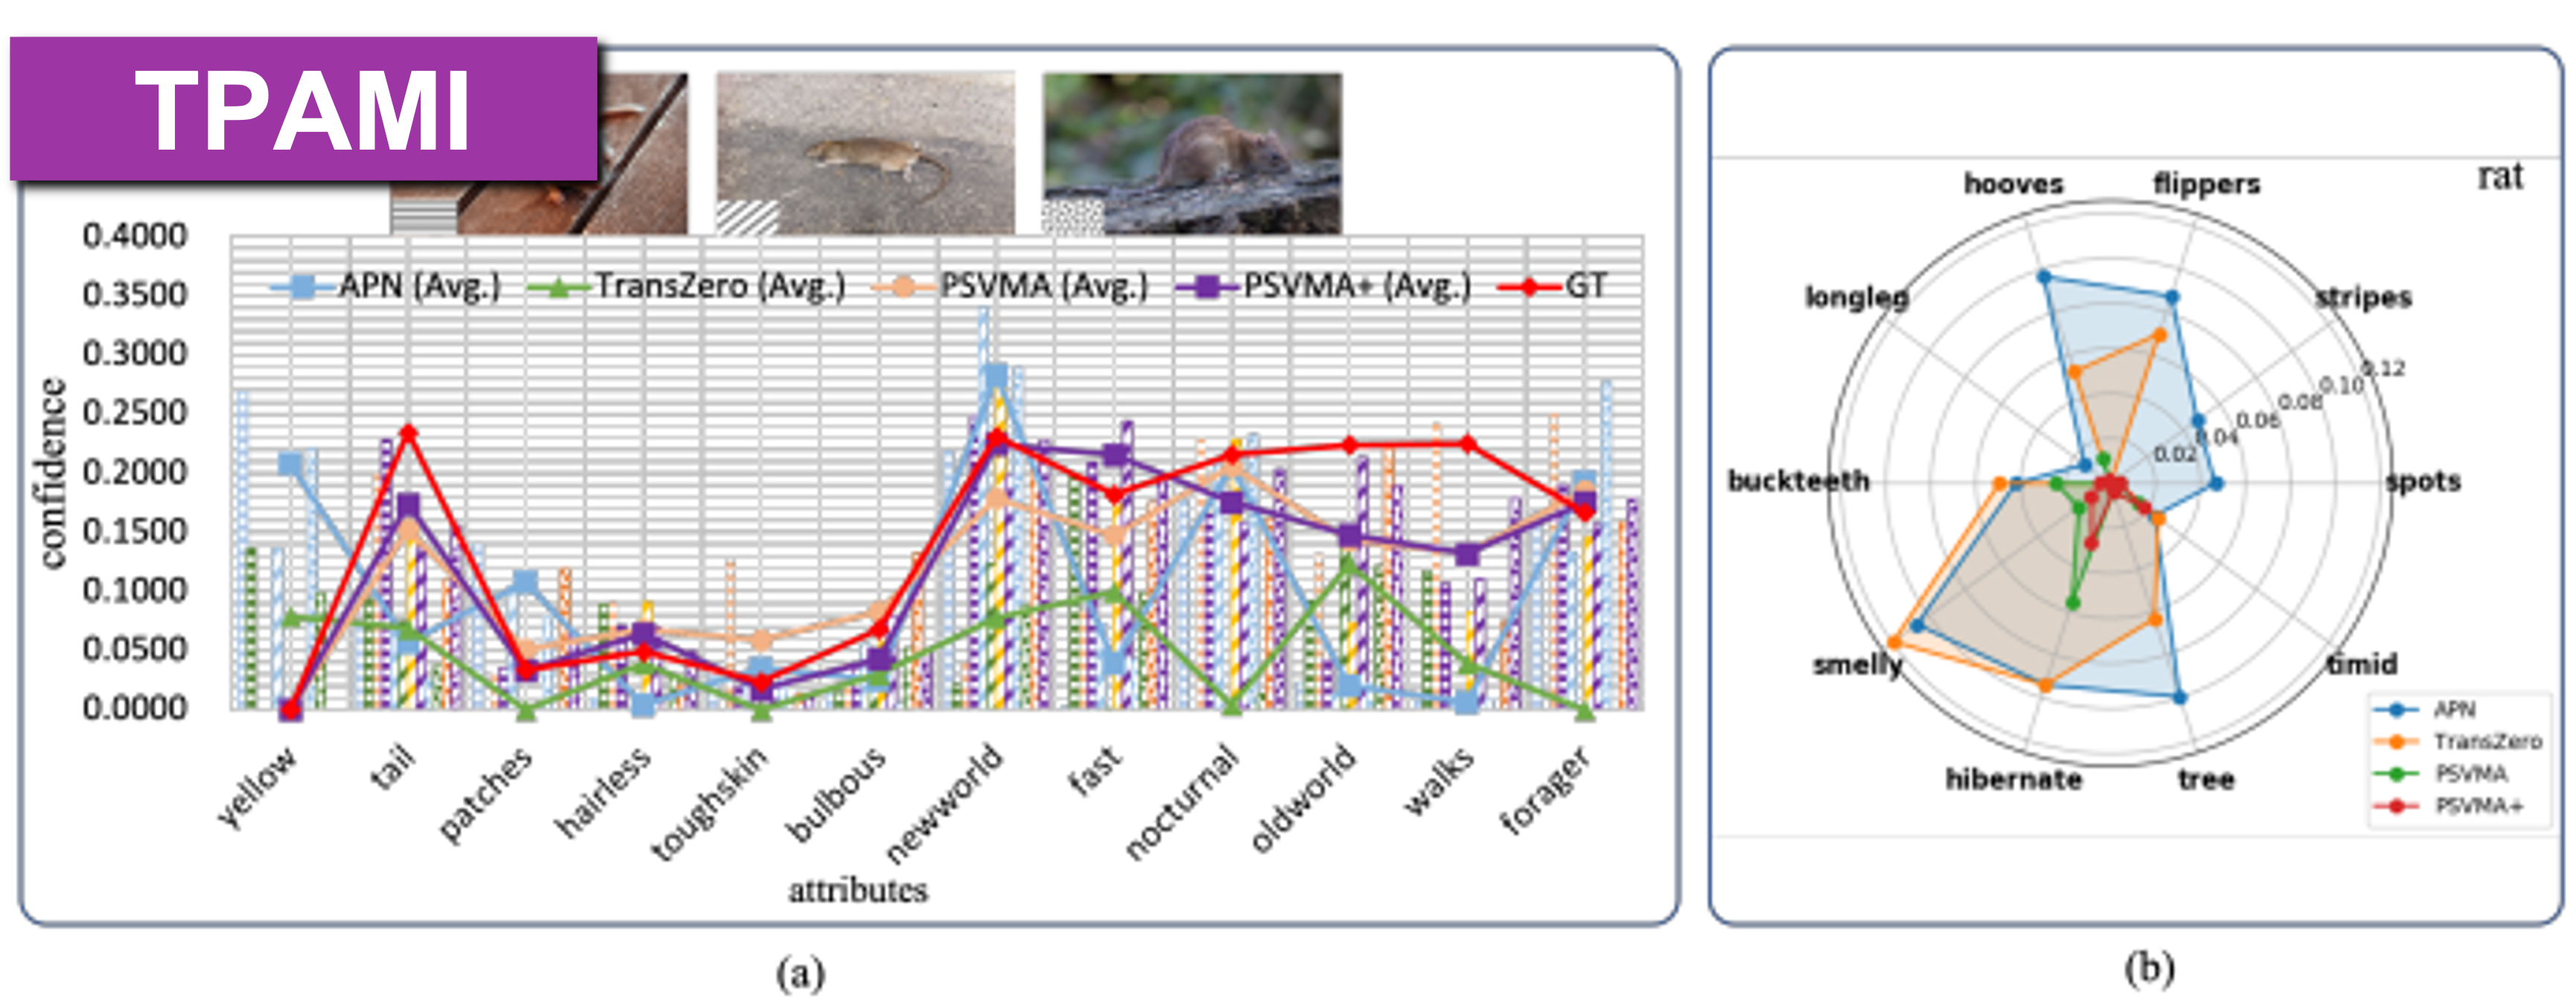 TPAMI
0.4000
0.3500
0.3000
0.2500
0.2000
0.1500
0.1000
0.0500
0.0000
confidence
APN (Avg.) TransZero (Avg.) PSVMA (Avg.) PSVMA+ (Avg.) GT
yellow tail patches hairless toughskin bulbous newworld fast nocturnal oldworld walks forager
attributes
(a)
rat
hooves flippers
longleg stripes
0.12
0.10
0.08
0.06
0.04
0.02
buckteeth spots
smelly timid
hibernate tree
APN
TransZero
PSVMA
PSVMA+
(b)